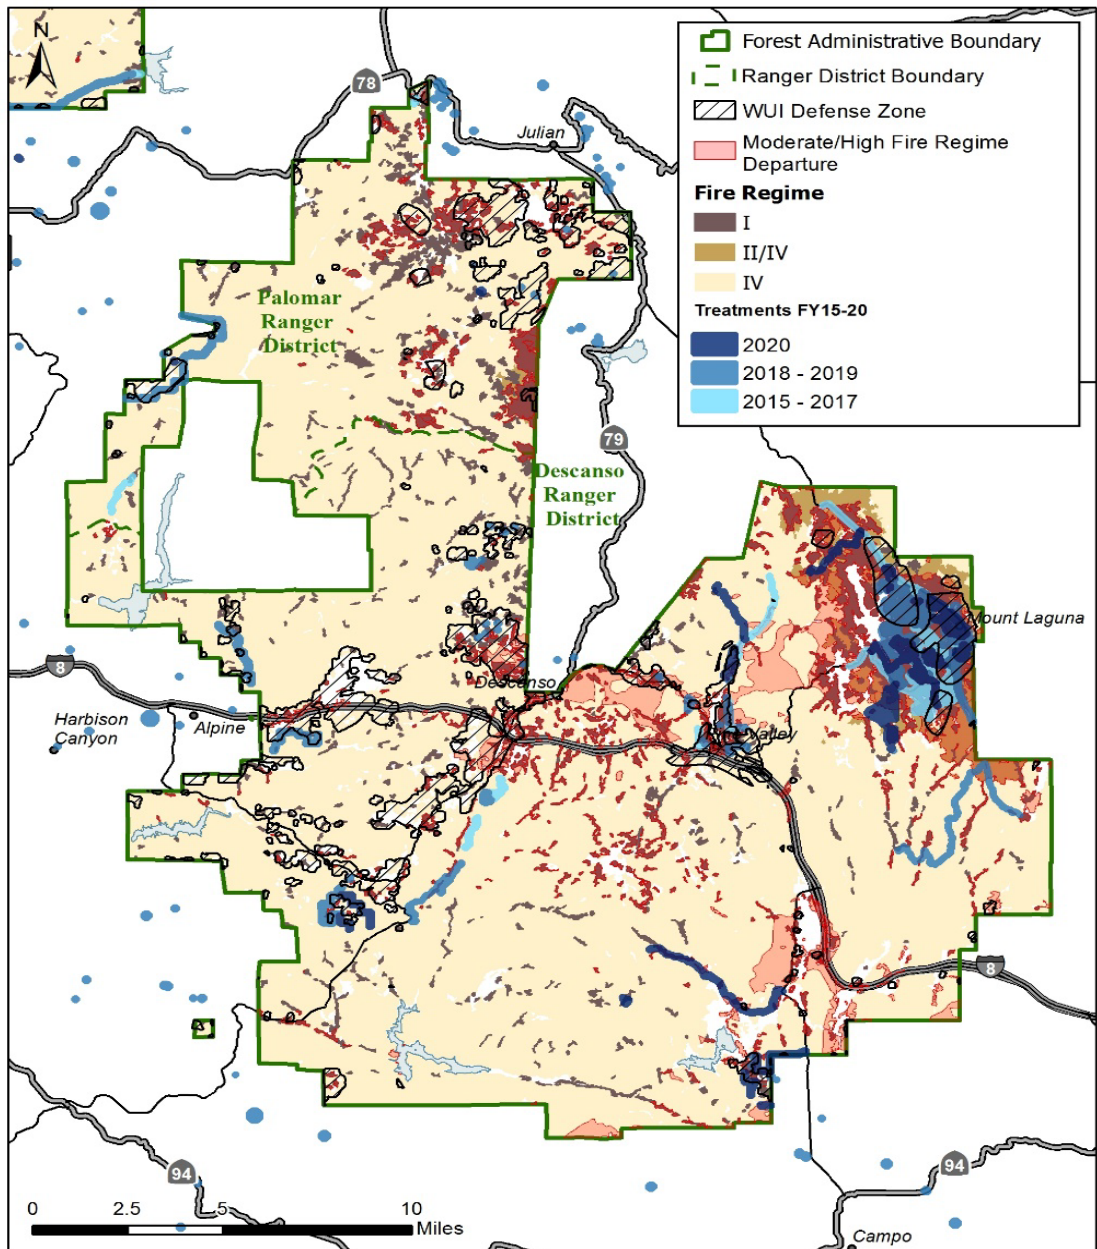 N
78
Julian
Forest Administrative Boundary
Ranger District Boundary
WUI Defense Zone
Moderate/High Fire Regime
Departure
Fire Regime
I
II/IV
IV
Treatments FY15-20
2020
2018 - 2019
2015 - 2017
Palomar
Ranger
District
79
Descanso
Ranger
District
Mount Laguna
8
Descanso
Harbison
Canyon
Alpine
Valley
8
94
94
0 2.5 5 10
Miles
Campo